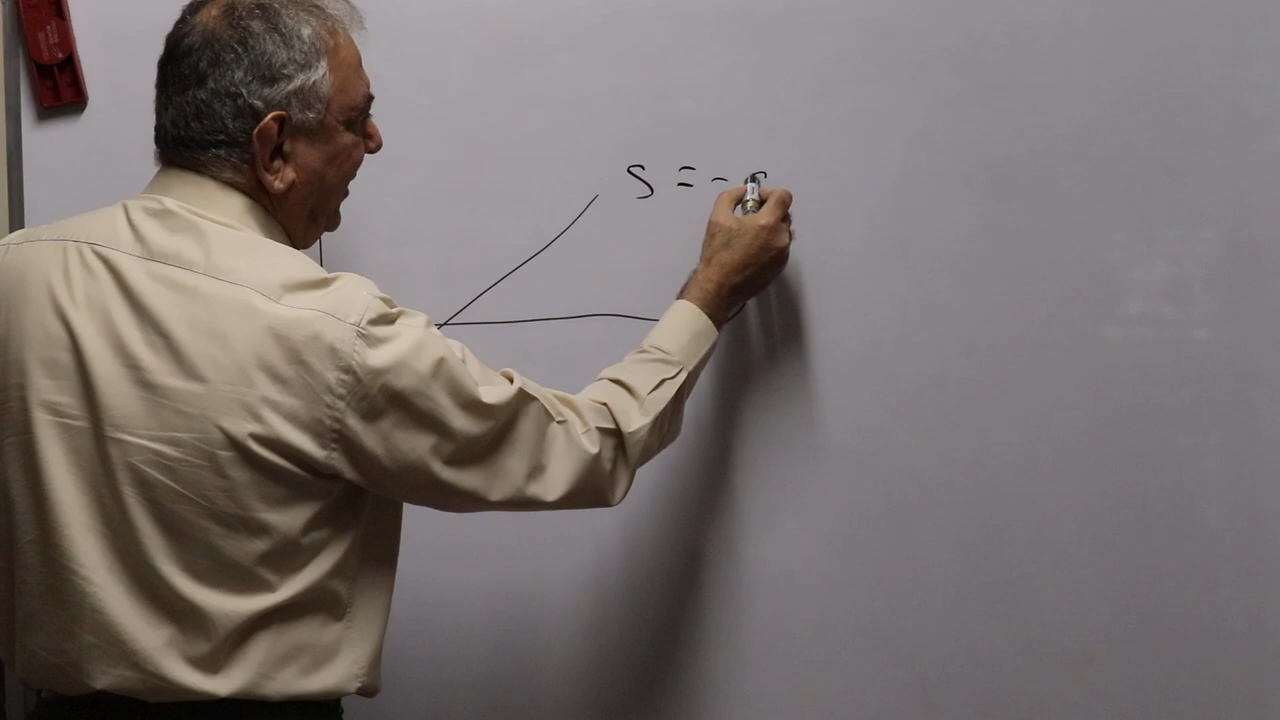 S = -